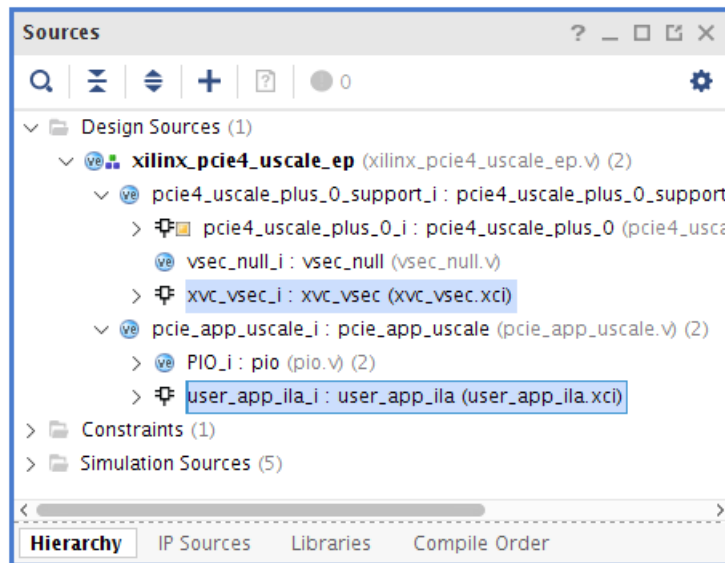 Sources
? 0
Design Sources (1)
xilinx_pcie4_uscale_ep (xilinx_pcie4_uscale_ep.v) (2)
pcie4_uscale_plus_0_support_i : pcie4_uscale_plus_0_support
pcie4_uscale_plus_0_i : pcie4_uscale_plus_0 (pcie4_usca
vsec_null_i : vsec_null (vsec_null.v)
xvc_vsec_i : xvc_vsec (xvc_vsec.xci)
pcie_app_uscale_i : pcie_app_uscale (pcie_app_uscale.v) (2)
PIO_i : pio (pio.v) (2)
user_app_ila_i : user_app_ila (user_app_ila.xci)
Constraints (1)
Simulation Sources (5)
Hierarchy IP Sources Libraries Compile Order